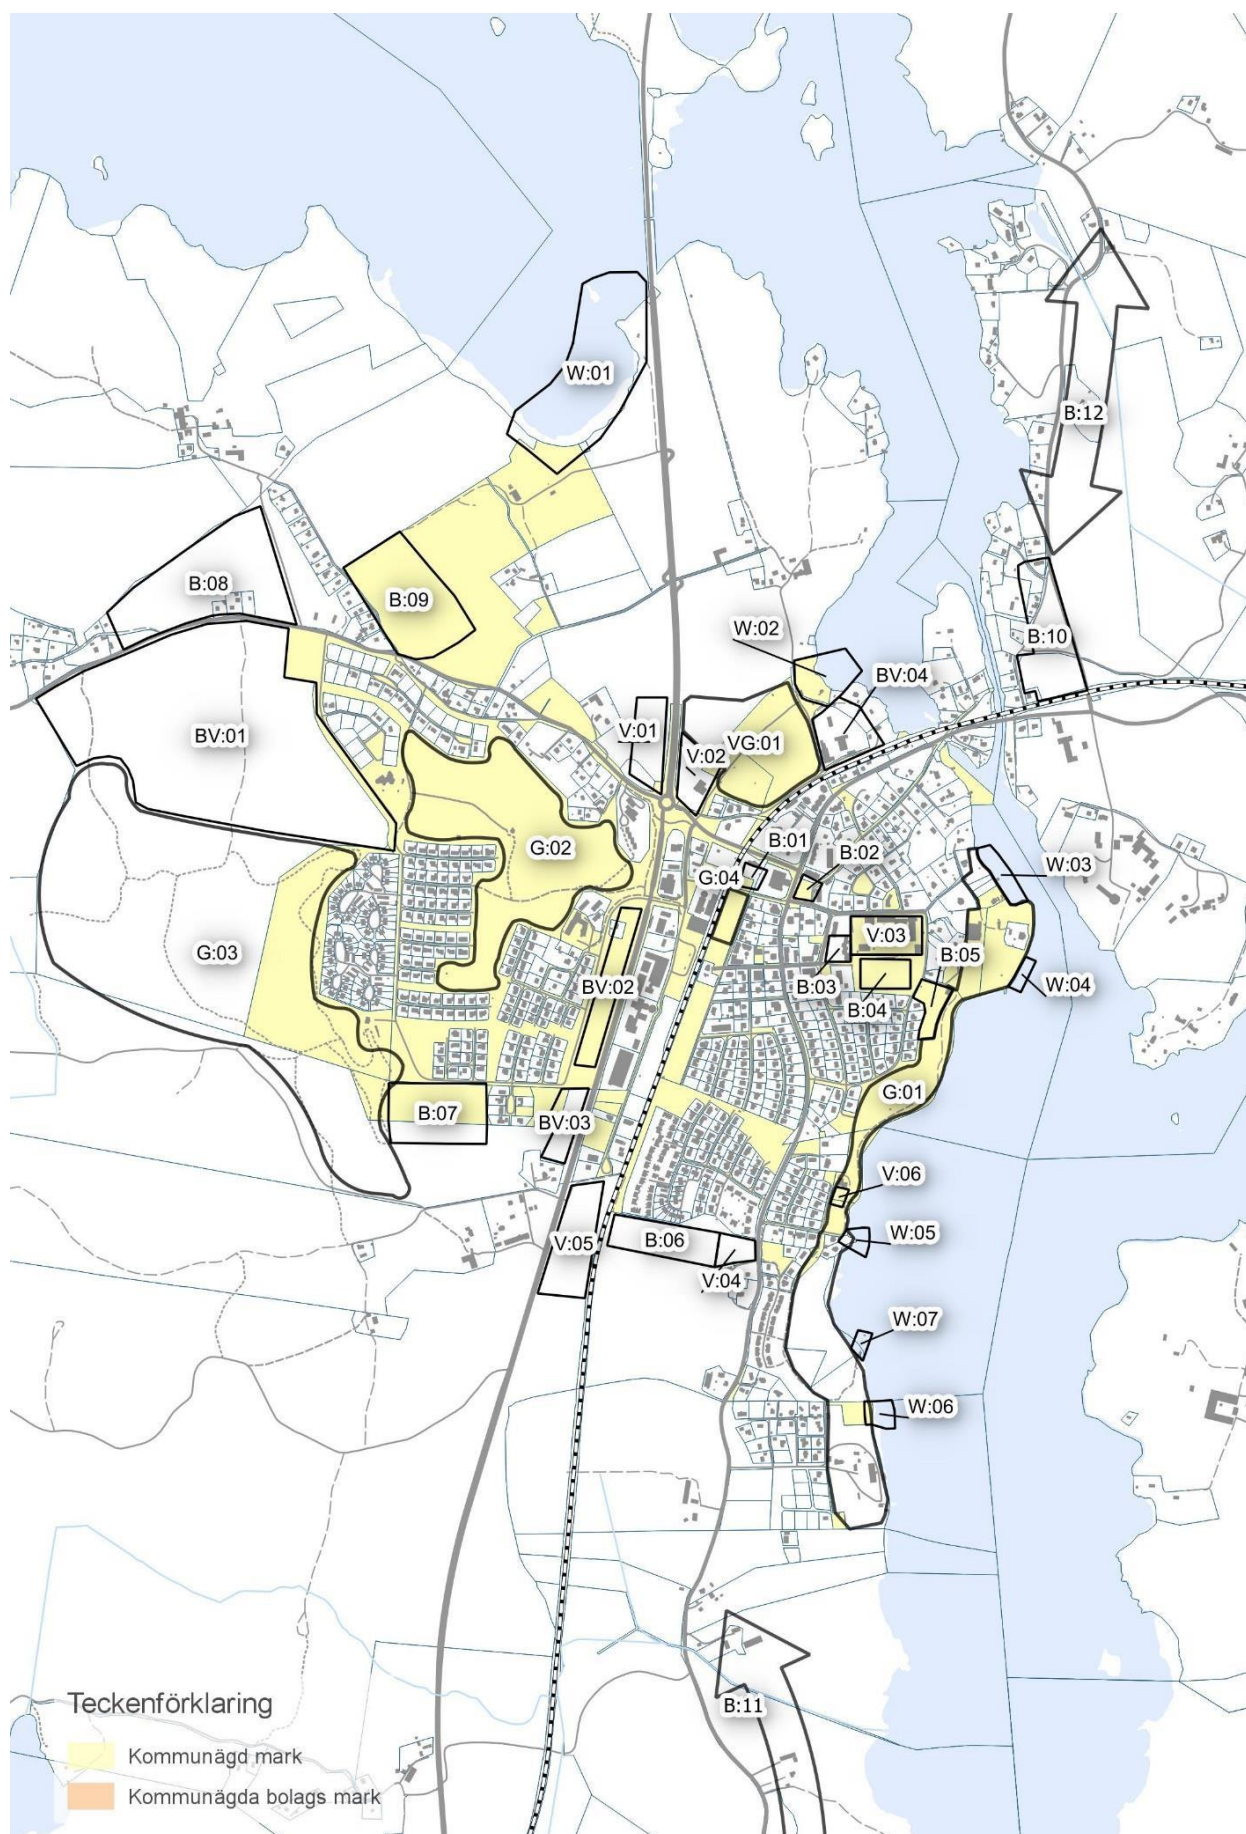 W:01
B:12
B:08
B:09
W:02
B:10
BV:04
V:01
BV:01
VG:01
V:02
B:01
B:02
G:02
G:04
W:03
V:03
G:03
B:05
B:03
W:04
BV:02
B:04
G:01
B:07
BV:03
V:06
W:05
V:05
B:06
V:04
W:07
W:06
B:11
Teckenförklaring
Kommunägd mark
Kommunägda bolags mark